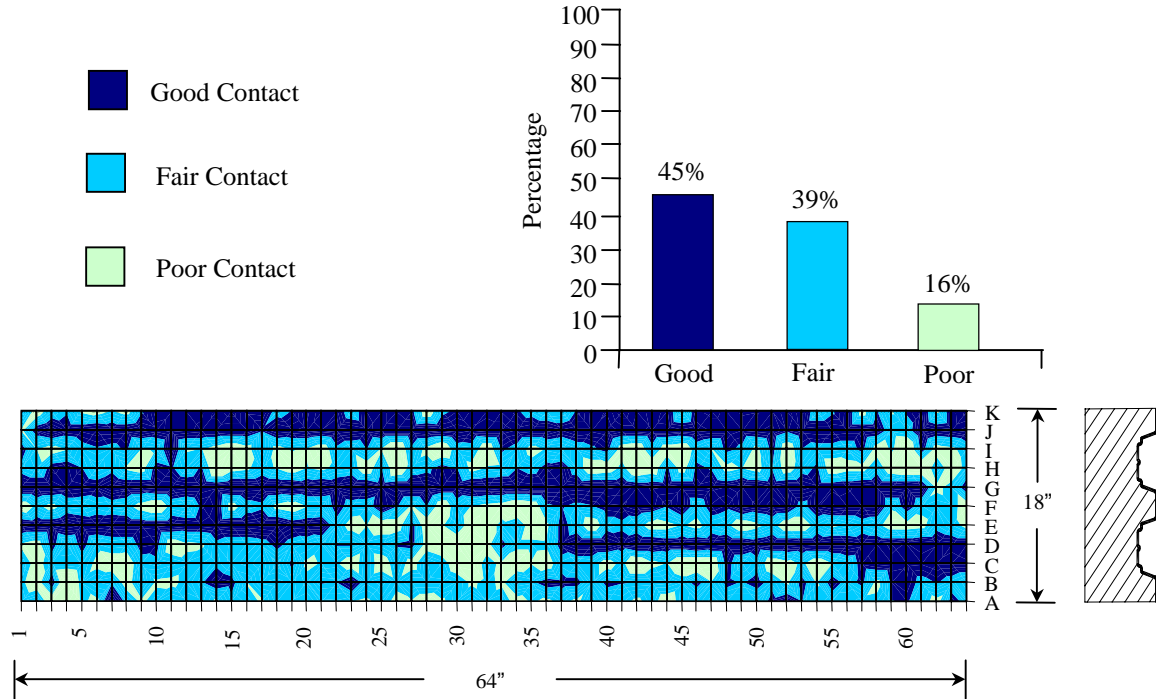 Good Contact
Fair Contact
Poor Contact
Percentage
100
90
80
70
60
50
40
30
20
10
0
45%
39%
16%
Good Fair Poor
K
J
I
H
G
F
E
D
C
B
A
18”
1 5 10 15 20 25 30 35 40 45 50 55 60
64”